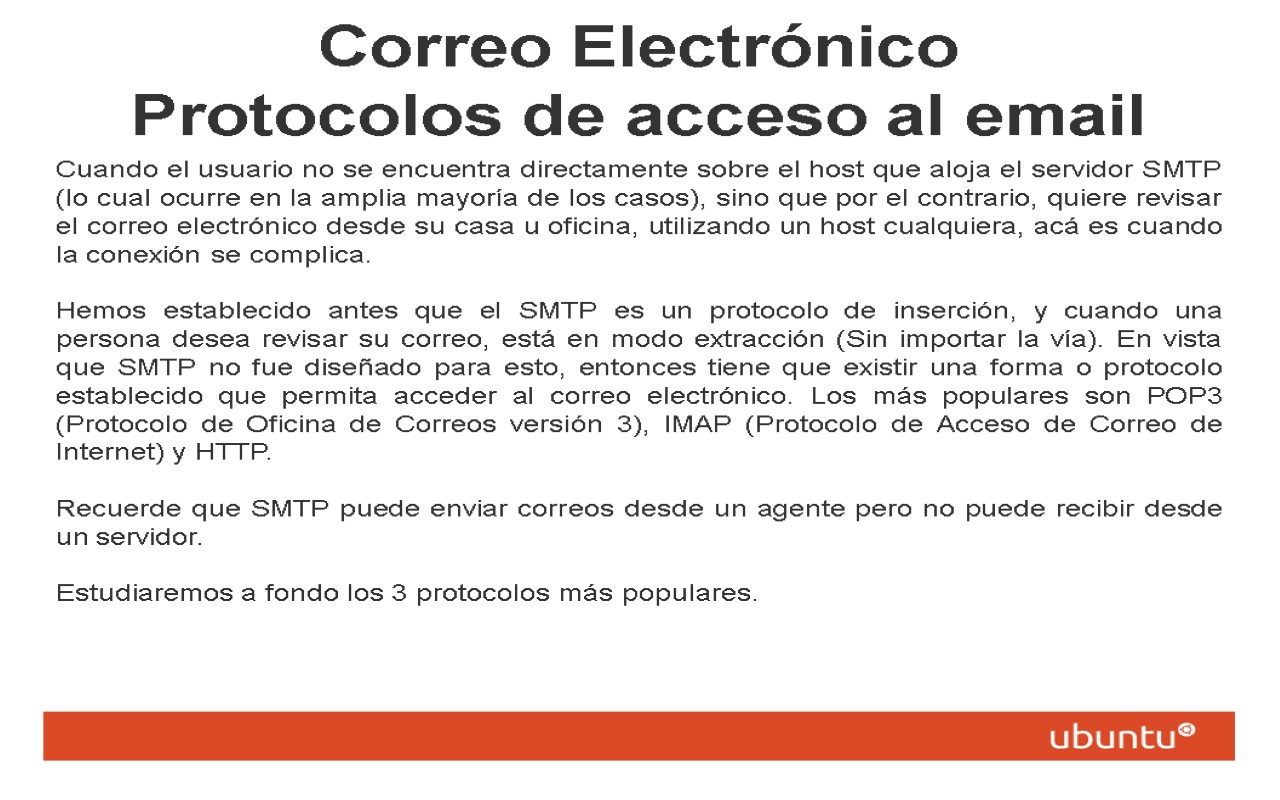 Correo Electrónico
Protocolos de acceso al email
Cuando el usuario no se encuentra directamente sobre el host que aloja el servidor SMTP
(lo cual ocurre en la amplia mayoría de los casos), sino que por el contrario, quiere revisar
el correo electrónico desde su casa u oficina, utilizando un host cualquiera, acá es cuando
la conexión se complica.
Hemos establecido antes que el SMTP es un protocolo de inserción, y cuando una
persona desea revisar su correo, está en modo extracción (Sin importar la vía). En vista
que SMTP no fue diseñado para esto, entonces tiene que existir una forma o protocolo
establecido que permita acceder al correo electrónico. Los más populares son POP3
(Protocolo de Oficina de Correos versión 3), IMAP (Protocolo de Acceso de Correo de
Internet) y HTTP.
Recuerde que SMTP puede enviar correos desde un agente pero no puede recibir desde
un servidor.
Estudiaremos a fondo los 3 protocolos más populares.
ubuntu